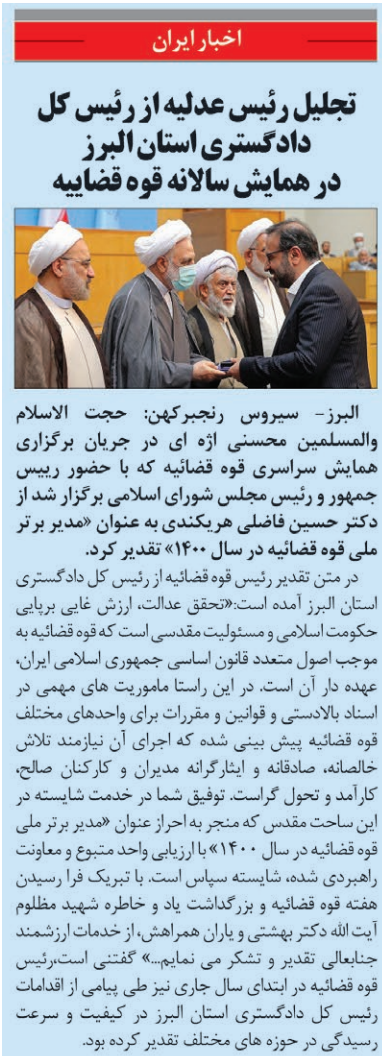 اخبار ایران
تجلیل رئیس عدلیه از رئیس کل
دادگستری استان البرز
در همایش سالانه قوه قضاییه
البرز- سیروس رنجبرکهن: حجت الاسلام
والمسلمین محسنی اژه ای در جریان برگزاری
همایش سراسری قوه قضائیه که با حضور رییس
جمهور و رئیس مجلس شورای اسلامی برگزار شد از
دکتر حسین فاضلی هریکندی به عنوان «مدیر برتر
ملی قوه قضائیه در سال ۱۴۰۰» تقدیر کرد.
در متن تقدیر رئیس قوه قضائیه از رئیس کل دادگستری
استان البرز آمده است:«تحقق عدالت، ارزش غایی برپایی
حکومت اسلامی و مسئولیت مقدسی است که قوه قضائیه به
موجب اصول متعدد قانون اساسی جمهوری اسلامی ایران،
عهده دار آن است. در این راستا ماموریت های مهمی در
اسناد بالادستی و قوانین و مقررات برای واحدهای مختلف
قوه قضائیه پیش بینی شده که اجرای آن نیازمند تلاش
خالصانه، صادقانه و ایثارگرانه مدیران و کارکنان صالح،
کارآمد و تحول گراست. توفیق شما در خدمت شایسته در
این ساحت مقدس که منجر به احراز عنوان «مدیر برتر ملی
قوه قضائیه در سال ۱۴۰۰» با ارزیابی واحد متبوع و معاونت
راهبردی شده، شایسته سپاس است. با تبریک فرا رسیدن
هفته قوه قضائیه و بزرگداشت یاد و خاطره شهید مظلوم
آیت الله دکتر بهشتی و یاران همراهش، از خدمات ارزشمند
جنابعالی تقدیر و تشکر می نمایم...» گفتنی است،رئیس
قوه قضائیه در ابتدای سال جاری نیز طی پیامی از اقدامات
رئیس کل دادگستری استان البرز در کیفیت و سرعت
رسیدگی در حوزه های مختلف تقدیر کرده بود.